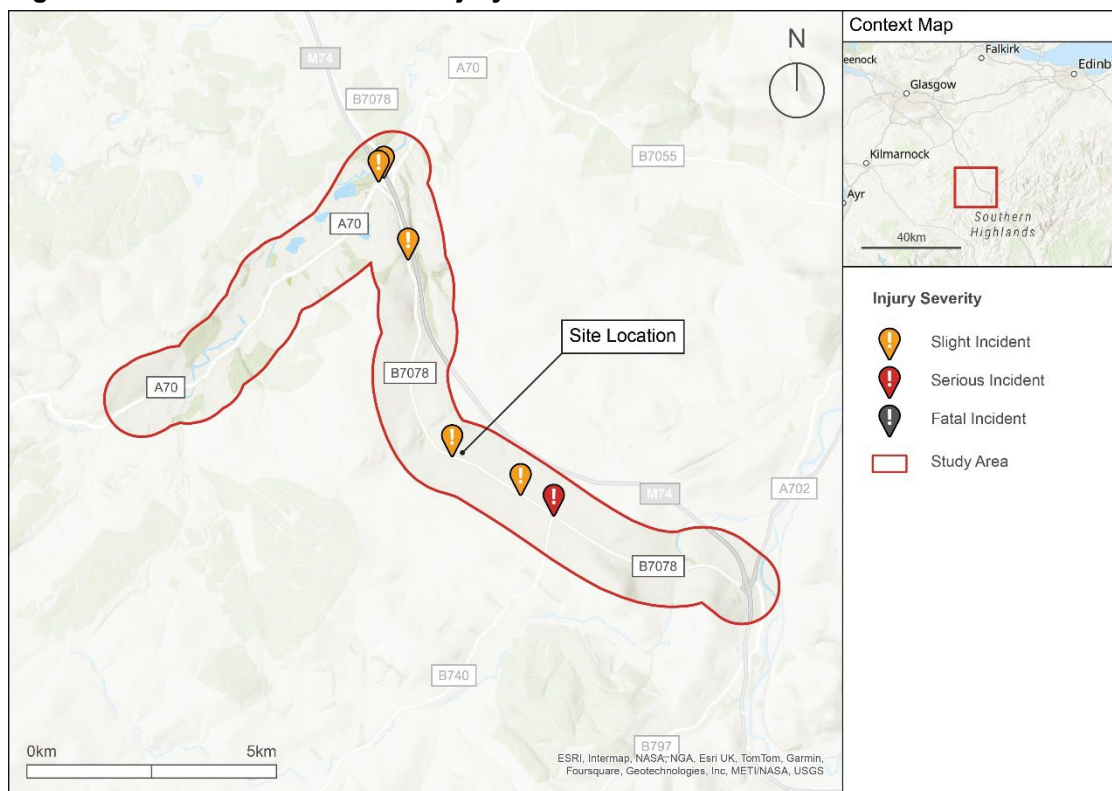 Context Map
N
M74
A70
B7078
B7055
A70
A70
B7078
Site Location
M74
A702
B7078
B740
B797
0km
5km
ESRI, Intermap, NASA, NGA, Esri UK, TomTom, Garmin,
Foursquare, Geotechnologies, Inc, METI/NASA, USGS
Falkirk
eenock
Edinb
Glasgow
Kilmarnock
Ayr
Southern
Highlands
40km
Injury Severity
Slight Incident
Serious Incident
Fatal Incident
Study Area